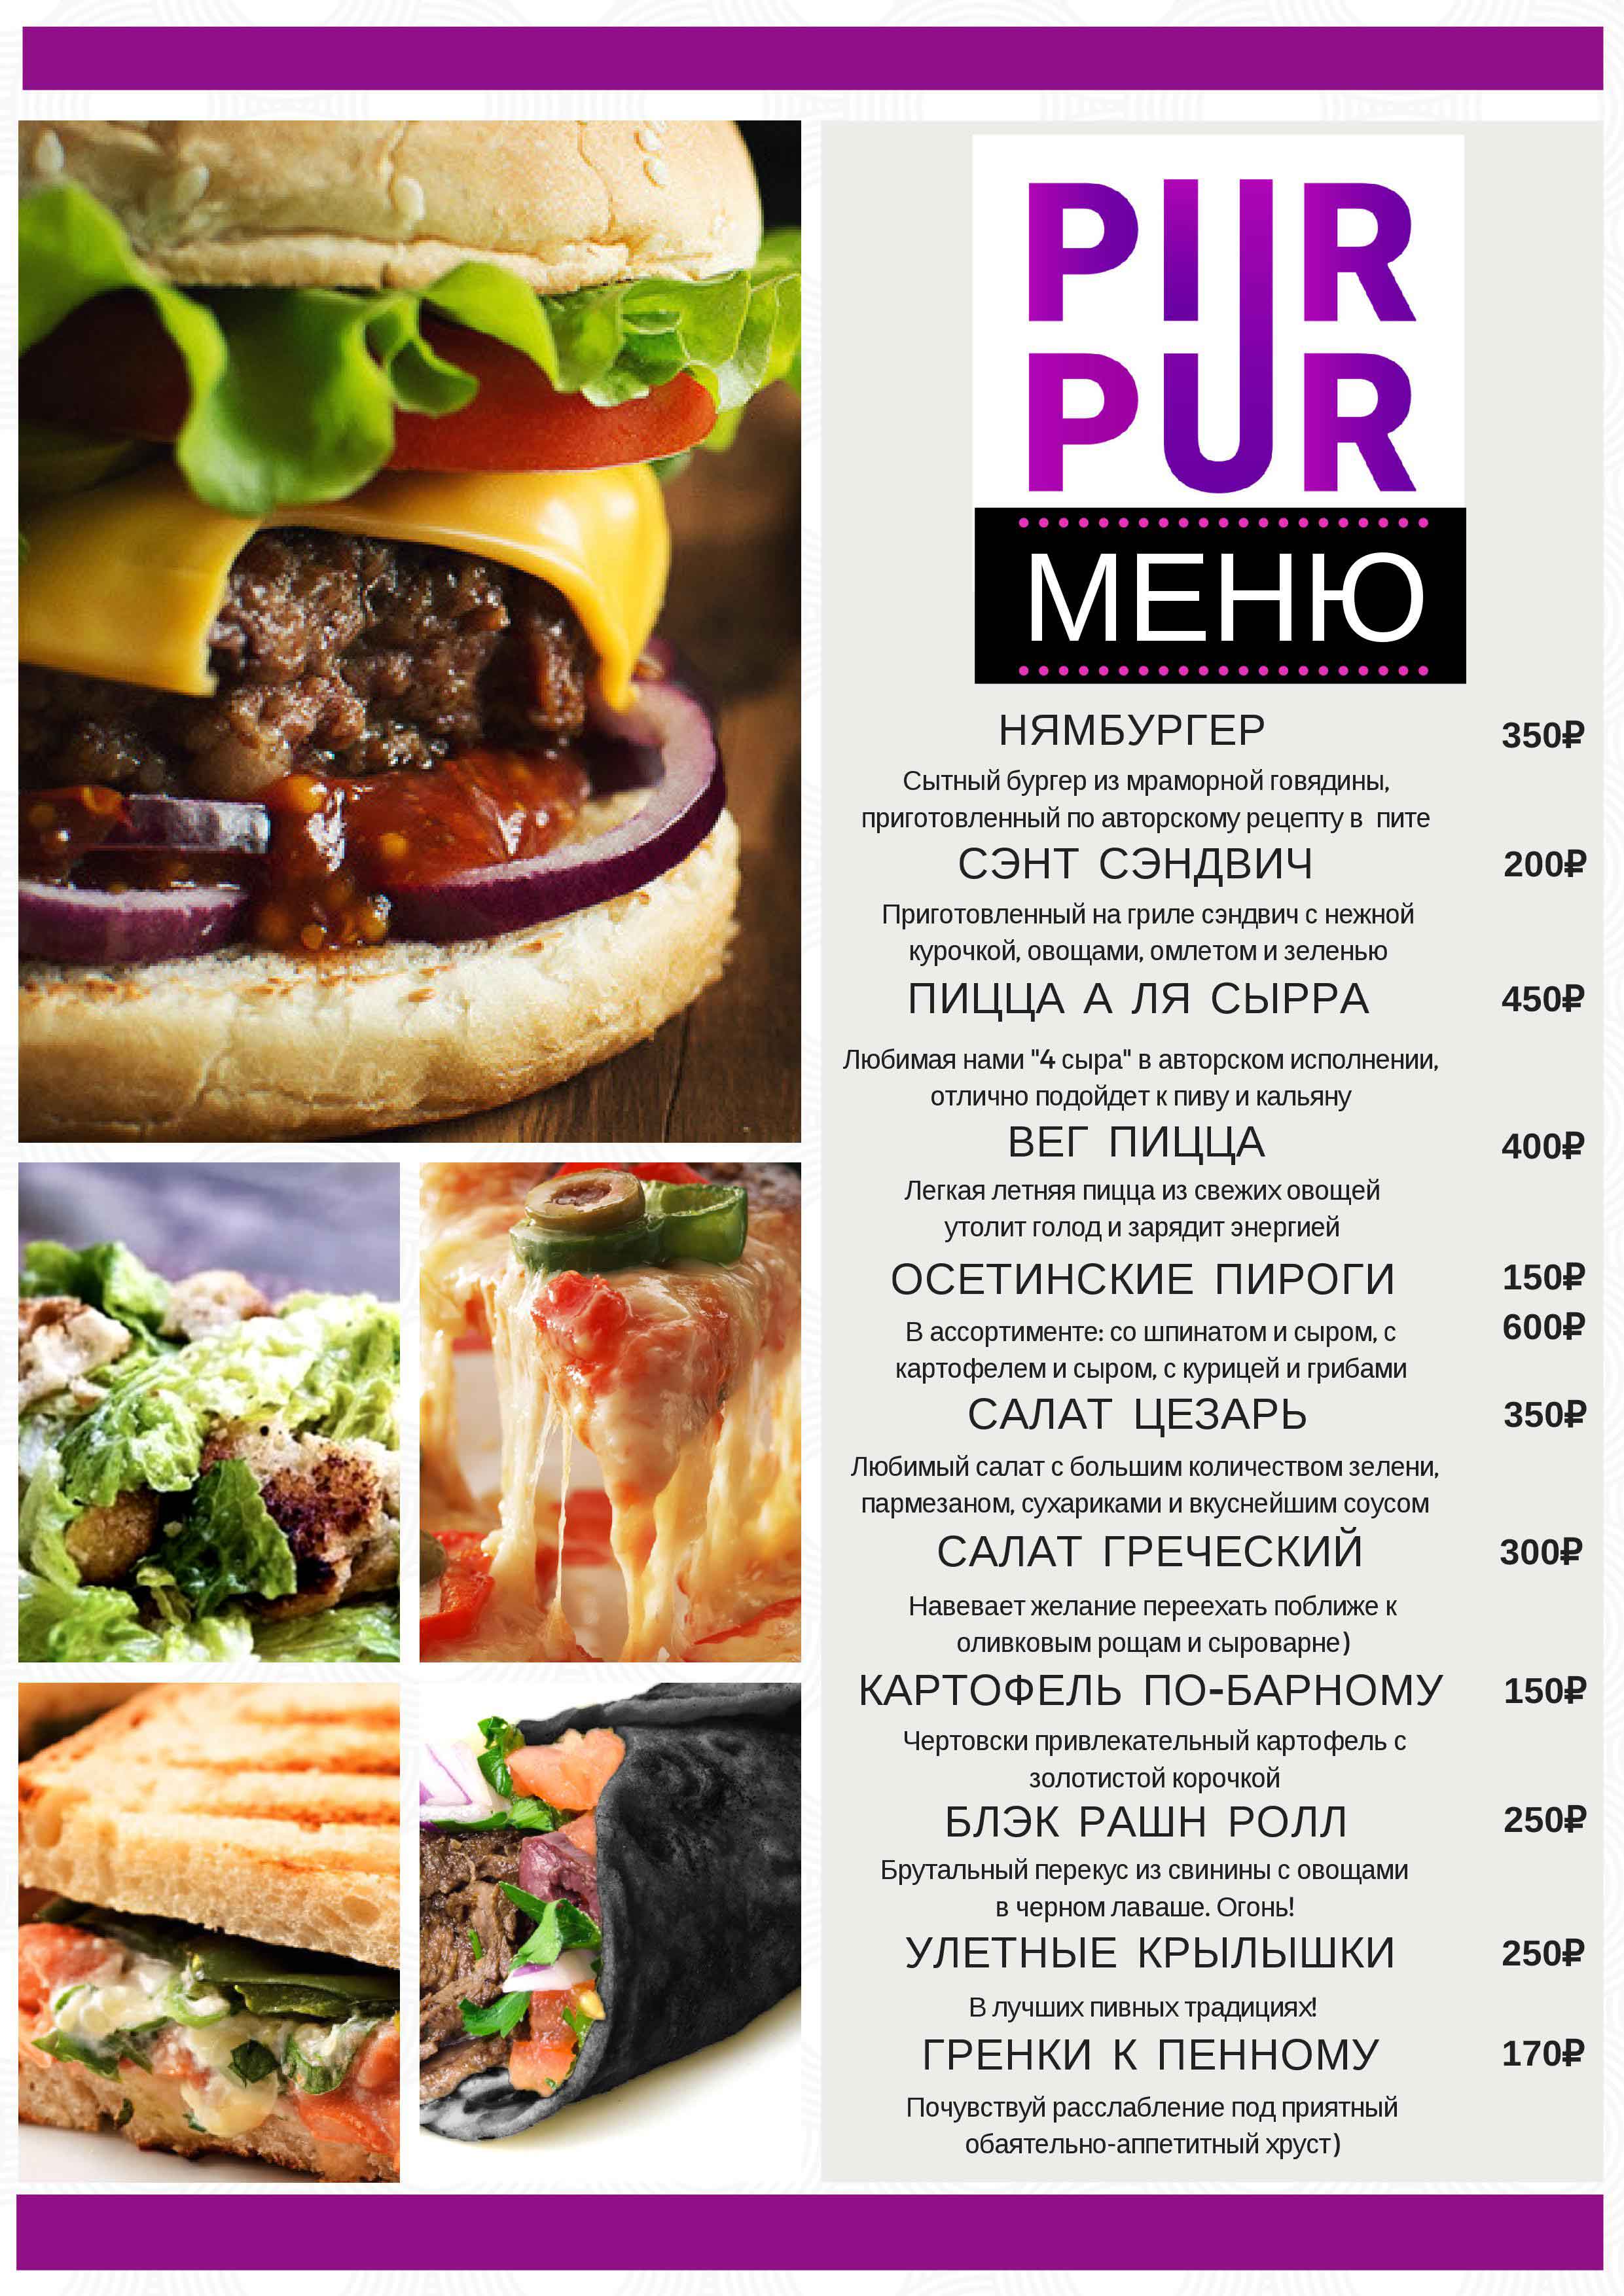 PUR
PUR
МЕНЮ
НЯМБУРГЕР 350₽
Сытный бургер из мраморной говядины,
приготовленный по авторскому рецепту в пите
СЭНТ СЭНДВИЧ 200₽
Приготовленный на гриле сэндвич с нежной
курочкой, овощами, омлетом и зеленью
ПИЦЦА А ЛЯ СЫРРА 450₽
Любимая нами "4 сыра" в авторском исполнении,
отлично подойдет к пиву и кальяну
ВЕГ ПИЦЦА 400₽
Легкая летняя пицца из свежих овощей
утолит голод и зарядит энергией
ОСЕТИНСКИЕ ПИРОГИ 150₽
600₽
В ассортименте: со шпинатом и сыром, с
картофелем и сыром, с курицей и грибами
САЛАТ ЦЕЗАРЬ 350₽
Любимый салат с большим количеством зелени,
пармезаном, сухариками и вкуснейшим соусом
САЛАТ ГРЕЧЕСКИЙ 300₽
Навевает желание переехать поближе к
оливковым рощам и сыроварне)
КАРТОФЕЛЬ ПО-БАРНОМУ 150₽
Чертовски привлекательный картофель с
золотистой корочкой
БЛЭК РАШН РОЛЛ 250₽
Брутальный перекус из свинины с овощами
в черном лаваше. Огонь!
УЛЕТНЫЕ КРЫЛЫШКИ 250₽
В лучших пивных традициях!
ГРЕНКИ К ПЕННОМУ 170₽
Почувствуй расслабление под приятный
обаятельно-аппетитный хруст)